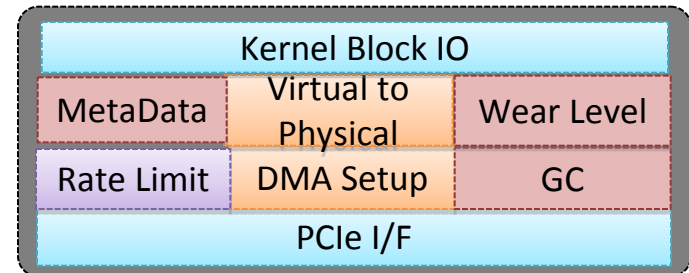 Kernel Block IO
MetaData
Virtual to
Physical
Wear Level
Rate Limit
DMA Setup
GC
PCIe I/F